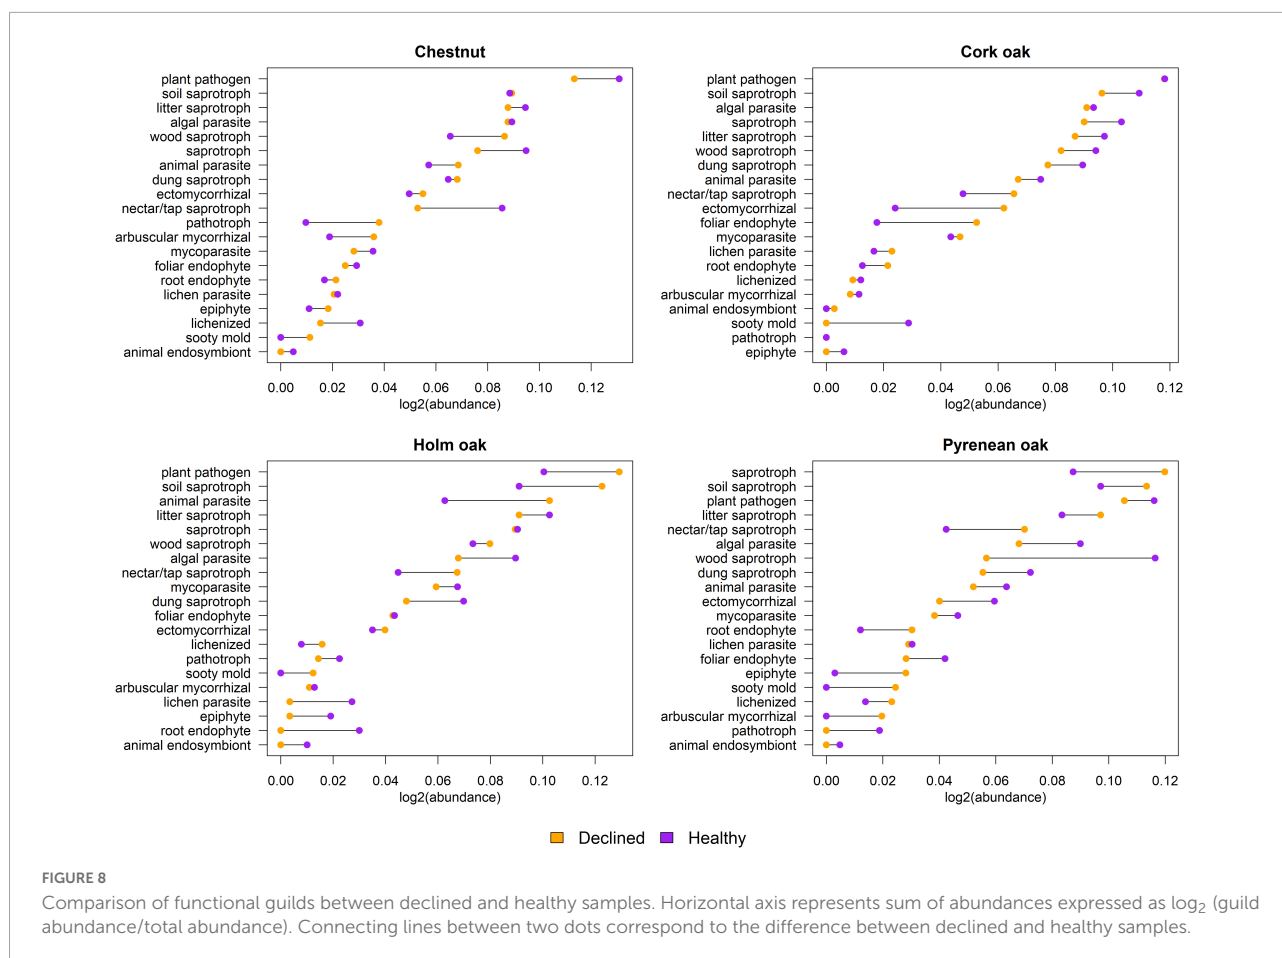 Chestnut
plant pathogen
soil saprotroph
litter saprotroph
algal parasite
wood saprotroph
saprotroph
animal parasite
dung saprotroph
ectomycorrhizal
nectar/tap saprotroph
pathotroph
arbuscular mycorrhizal
mycoparasite
foliar endophyte
root endophyte
lichen parasite
epiphyte
lichenized
sooty mold
animal endosymbiont
0.00 0.02 0.04 0.06 0.08 0.10 0.12
log2(abundance)
Cork oak
plant pathogen
soil saprotroph
algal parasite
saprotroph
litter saprotroph
wood saprotroph
dung saprotroph
animal parasite
nectar/tap saprotroph
ectomycorrhizal
foliar endophyte
mycoparasite
lichen parasite
root endophyte
lichenized
arbuscular mycorrhizal
animal endosymbiont
sooty mold
pathotroph
epiphyte
0.00 0.02 0.04 0.06 0.08 0.10 0.12
log2(abundance)
Holm oak
plant pathogen
soil saprotroph
animal parasite
litter saprotroph
saprotroph
wood saprotroph
algal parasite
nectar/tap saprotroph
mycoparasite
dung saprotroph
foliar endophyte
ectomycorrhizal
lichenized
pathotroph
sooty mold
arbuscular mycorrhizal
lichen parasite
epiphyte
root endophyte
animal endosymbiont
0.00 0.02 0.04 0.06 0.08 0.10 0.12
log2(abundance)
Pyrenean oak
saprotroph
soil saprotroph
plant pathogen
litter saprotroph
nectar/tap saprotroph
algal parasite
wood saprotroph
dung saprotroph
animal parasite
ectomycorrhizal
mycoparasite
root endophyte
lichen parasite
foliar endophyte
epiphyte
sooty mold
lichenized
arbuscular mycorrhizal
pathotroph
animal endosymbiont
0.00 0.02 0.04 0.06 0.08 0.10 0.12
log2(abundance)
Declined Healthy
FIGURE 8
Comparison of functional guilds between declined and healthy samples. Horizontal axis represents sum of abundances expressed as log₂ (guild
abundance/total abundance). Connecting lines between two dots correspond to the difference between declined and healthy samples.